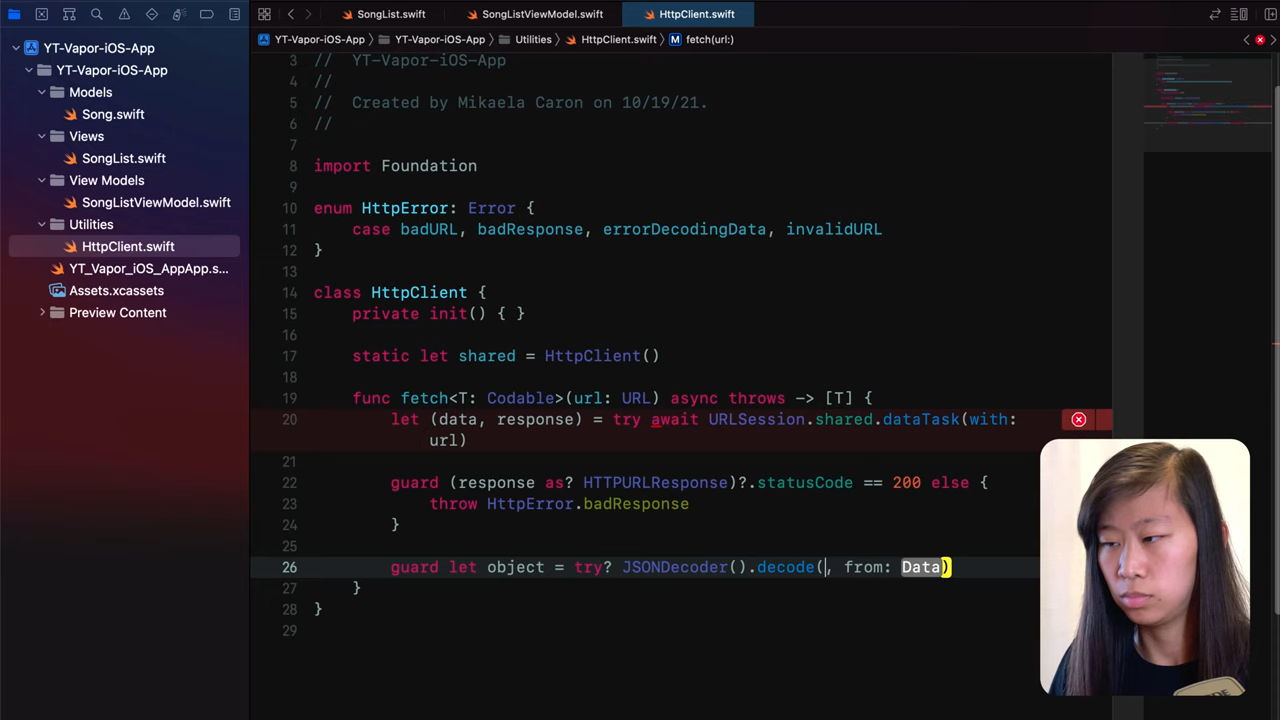 SongList.swift
SongListViewModel.swift
HttpClient.swift
YT-Vapor-iOS-App
YT-Vapor-iOS-App
YT-Vapor-iOS-App
Utilities
HttpClient.swift
M
fetch(url:)
YT-Vapor-iOS-App
Models
Song.swift
Views
SongList.swift
View Models
SongListViewModel.swift
Utilities
HttpClient.swift
YT_Vapor_iOS_AppApp.s...
Assets.xcassets
Preview Content
3 // YT-Vapor-iOS-App
4 //
5 // Created by Mikaela Caron on 10/19/21.
6 //
7
8 import Foundation
9
10 enum HttpError: Error {
11 case badURL, badResponse, errorDecodingData, invalidURL
12 }
13
14 class HttpClient {
15 private init() { }
16
17 static let shared = HttpClient()
18
19 func fetch<T: Codable>(url: URL) async throws -> [T] {
20 let (data, response) = try await URLSession.shared.dataTask(with:
url)
21
22 guard (response as? HTTPURLResponse)?.statusCode == 200 else {
23 throw HttpError.badResponse
24 }
25
26 guard let object = try? JSONDecoder().decode(, from: Data)
27 }
28 }
29